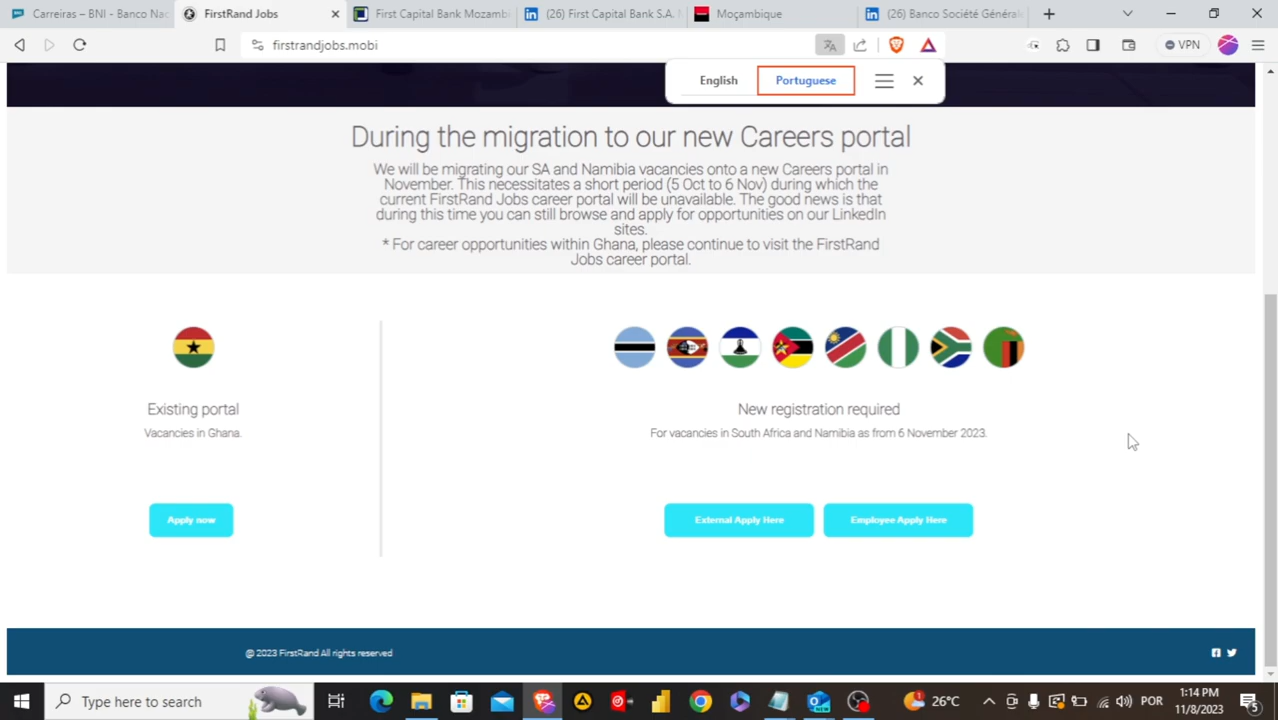 Carreiras – BNI - Banco Nac
FirstRand Jobs
First Capital Bank Mozambi
(26) First Capital Bank S.A.
Moçambique
(26) Banco Société Générale
firstrandjobs.mobi
VPN
English
Portuguese
During the migration to our new Careers portal
We will be migrating our SA and Namibia vacancies onto a new Careers portal in
November. This necessitates a short period (5 Oct to 6 Nov) during which the
current FirstRand Jobs career portal will be unavailable. The good news is that
during this time you can still browse and apply for opportunities on our LinkedIn
sites.
* For career opportunities within Ghana, please continue to visit the FirstRand
Jobs career portal.
Existing portal
Vacancies in Ghana.
Apply now
New registration required
For vacancies in South Africa and Namibia as from 6 November 2023.
External Apply Here
Employee Apply Here
@ 2023 FirstRand All rights reserved
Type here to search
26°C
POR
1:14 PM
11/8/2023
5